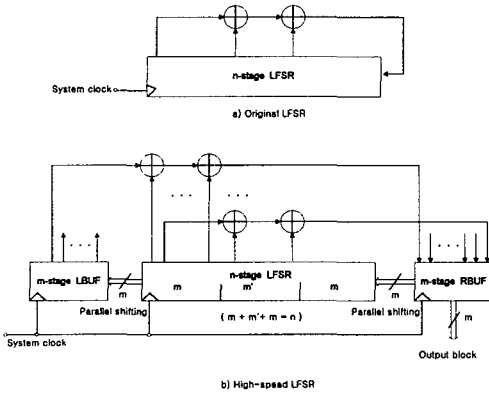 n-stage LFSR
System clock
a) Original LFSR
. . . . . .
. . .
m-stage LBUF
n-stage LFSR
m m' m
. . .
m-stage RBUF
m
m
Parallel shifting
( m + m' + m = n )
Parallel shifting
m
System clock
Output block
b) High-speed LFSR